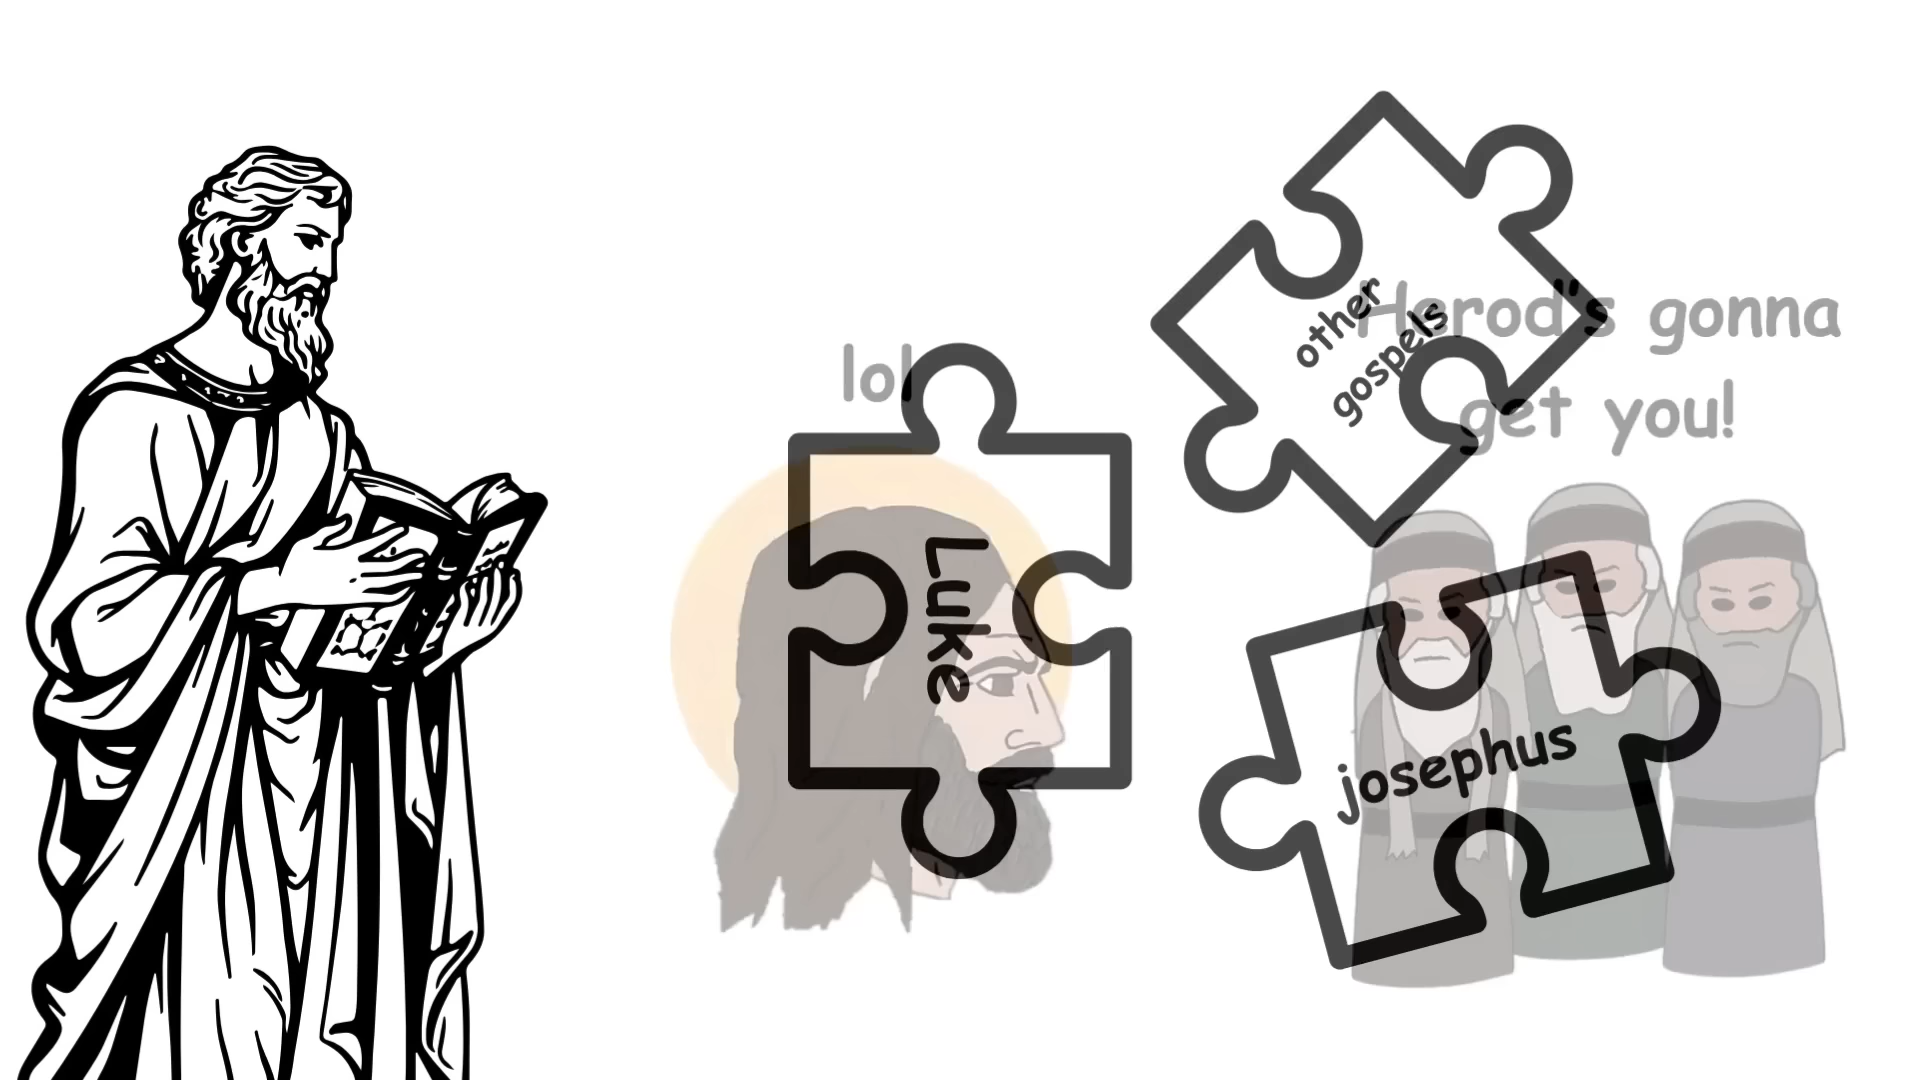 lol
Luke
other
gospels
Herod"s gonna
get you!
josephus